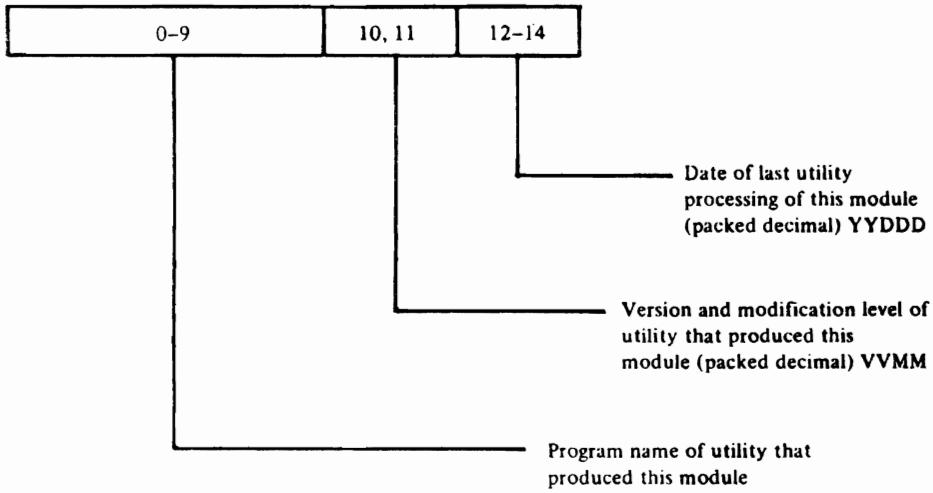 0–9 10, 11 12–14
Date of last utility
processing of this module
(packed decimal) YYDDD
Version and modification level of
utility that produced this
module (packed decimal) VVMM
Program name of utility that
produced this module